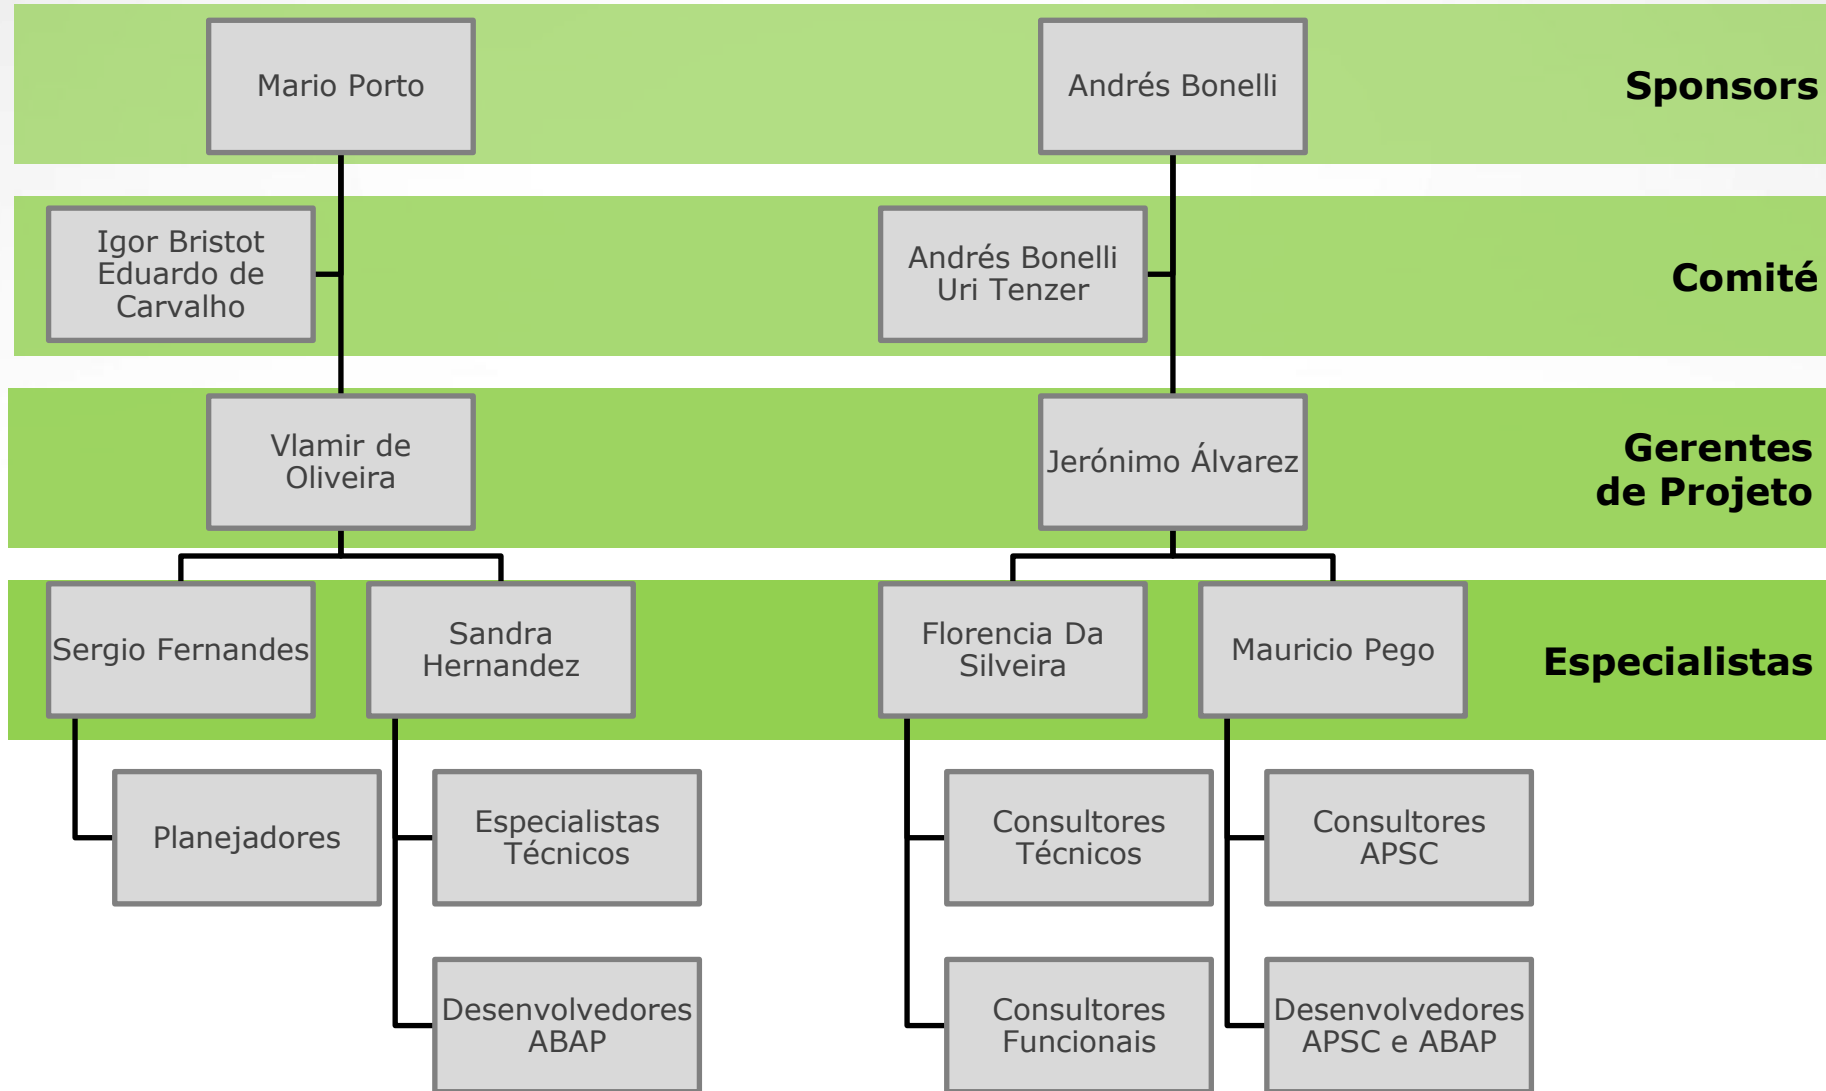 Mario Porto
Andrés Bonelli
Sponsors
Igor Bristot
Eduardo de
Carvalho
Andrés Bonelli
Uri Tenzer
Comité
Vlamir de
Oliveira
Jerónimo Álvarez
Gerentes
de Projeto
Sergio Fernandes
Sandra
Hernandez
Florencia Da
Silveira
Mauricio Pego
Especialistas
Planejadores
Especialistas
Técnicos
Consultores
Técnicos
Consultores
APSC
Desenvolvedores
ABAP
Consultores
Funcionais
Desenvolvedores
APSC e ABAP